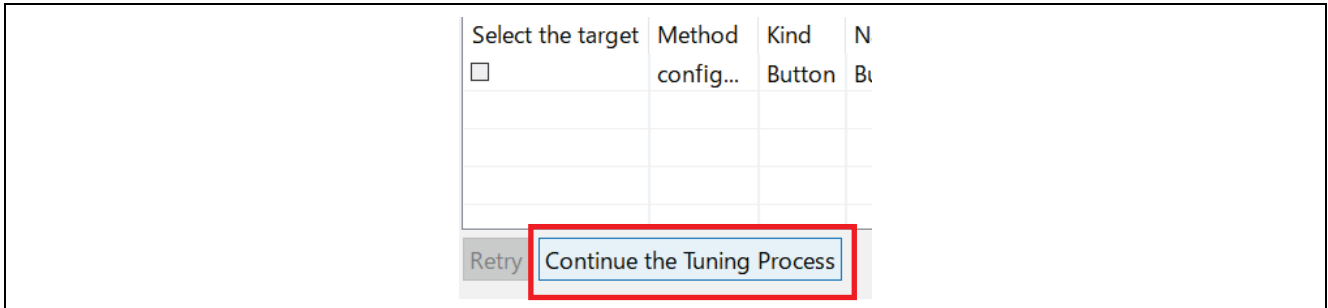 Select the target Method Kind
config... Button
Retry Continue the Tuning Process